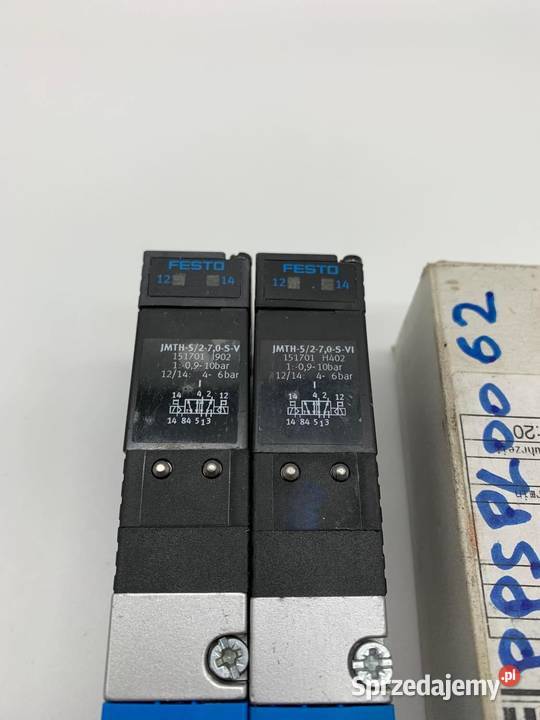 FESTO
12 14
JMTH-5/2-7,0-S-V
151701 I902
1: -0,9- 10bar
12/14: 4- 6bar
14 4 2 12
14 84 5 1 3
FESTO
12 14
JMTH-5/2-7,0-S-VI
151701 H402
1: -0,9- 10bar
12/14: 4- 6bar
14 4 2 12
14 84 5 1 3
:20
uhrzeit
PPSPL0062
Sprzedajemy.pl